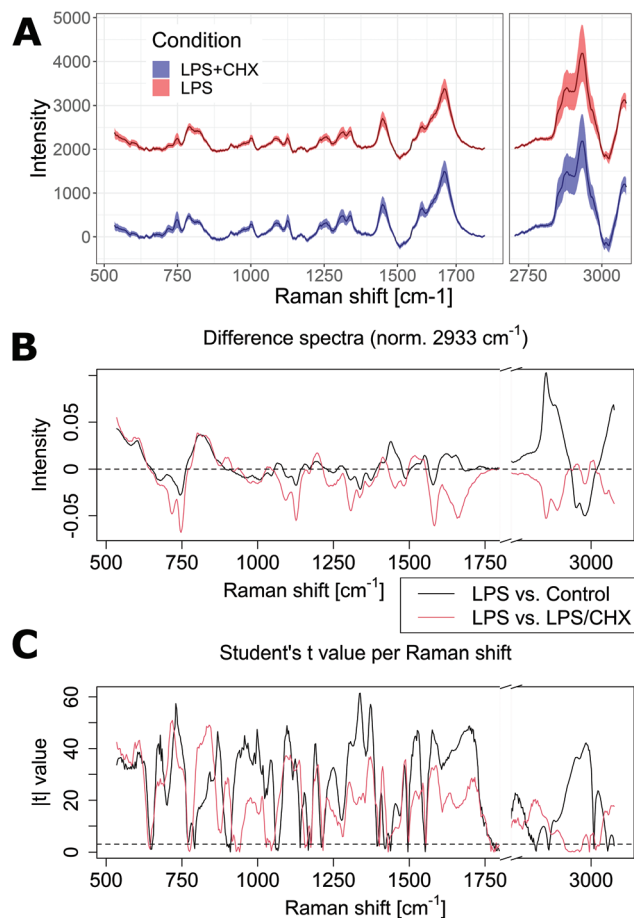 A
Condition
LPS+CHX
LPS
Intensity
5000
4000
3000
2000
1000
0
500 750 1000 1250 1500 1700 2750 3000
Raman shift [cm-1]
B
Difference spectra (norm. 2933 cm⁻¹)
Intensity
0.05
0
-0.05
500 750 1000 1250 1500 1750 3000
Raman shift [cm⁻¹]
LPS vs. Control
LPS vs. LPS/CHX
C
Student's t value per Raman shift
|t| value
60
40
20
0
500 750 1000 1250 1500 1750 3000
Raman shift [cm⁻¹]